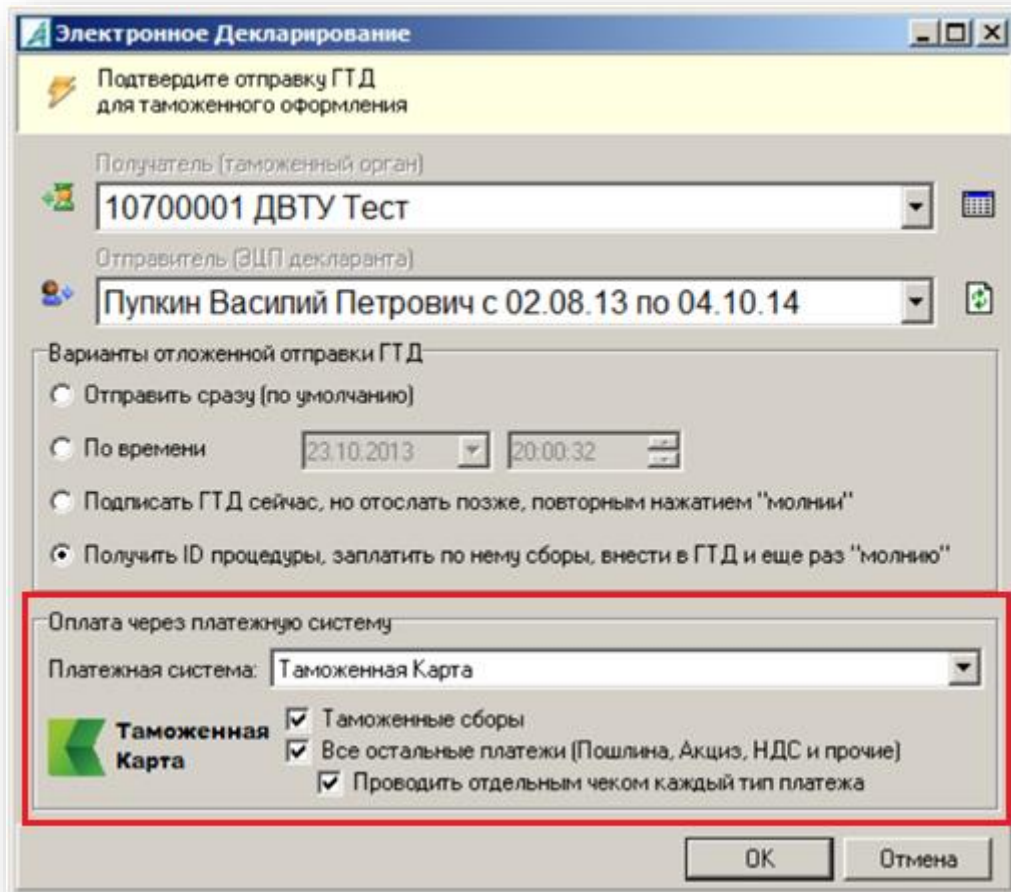 Электронное Декларирование
Подтвердите отправку ГТД
для таможенного оформления
Получатель (таможенный орган)
10700001 ДВТУ Тест
Отправитель (ЭЦП декларанта)
Пупкин Василий Петрович с 02.08.13 по 04.10.14
Варианты отложенной отправки ГТД
Отправить сразу (по умолчанию)
По времени 23.10.2013 20:00:32
Подписать ГТД сейчас, но отослать позже, повторным нажатием "молнии"
Получить ID процедуры, заплатить по нему сборы, внести в ГТД и еще раз "молнию"
Оплата через платежную систему
Платежная система: Таможенная Карта
Таможенная
Карта
Таможенные сборы
Все остальные платежи (Пошлина, Акциз, НДС и прочие)
Проводить отдельным чеком каждый тип платежа
OK Отмена